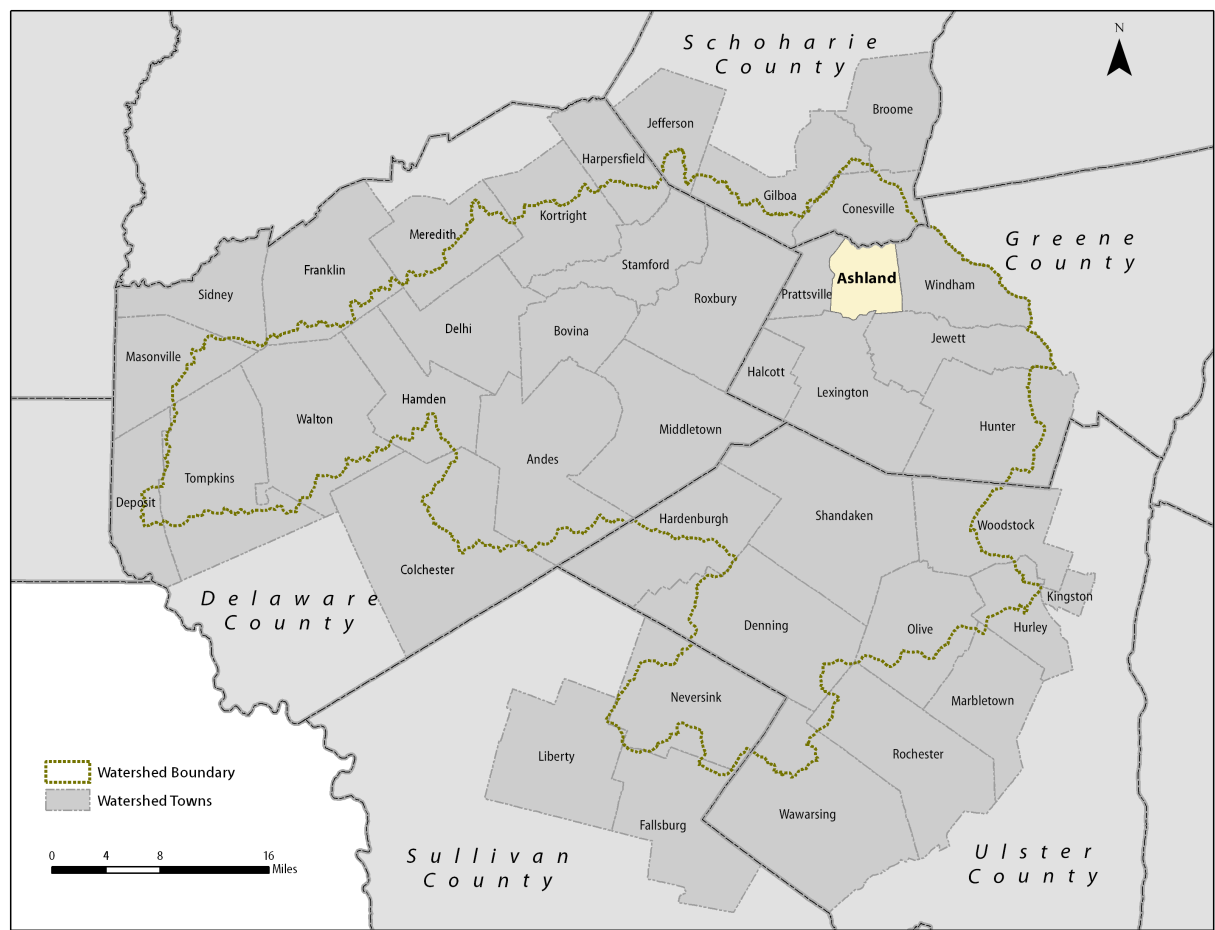 N
Schoharie
County
Broome
Jefferson
Harpersfield
Gilboa
Kortright
Conesville
Meredith
Greene
County
Franklin
Stamford
Ashland
Sidney
Prattsville
Windham
Roxbury
Delhi
Bovina
Jewett
Masonville
Halcott
Lexington
Hamden
Walton
Hunter
Middletown
Andes
Tompkins
Deposit
Hardenburgh
Shandaken
Woodstock
Colchester
Kingston
Delaware
County
Denning
Olive
Hurley
Neversink
Marbletown
Liberty
Rochester
Watershed Boundary
Watershed Towns
Wawarsing
Fallsburg
0 4 8 16
Miles
Sullivan
County
Ulster
County